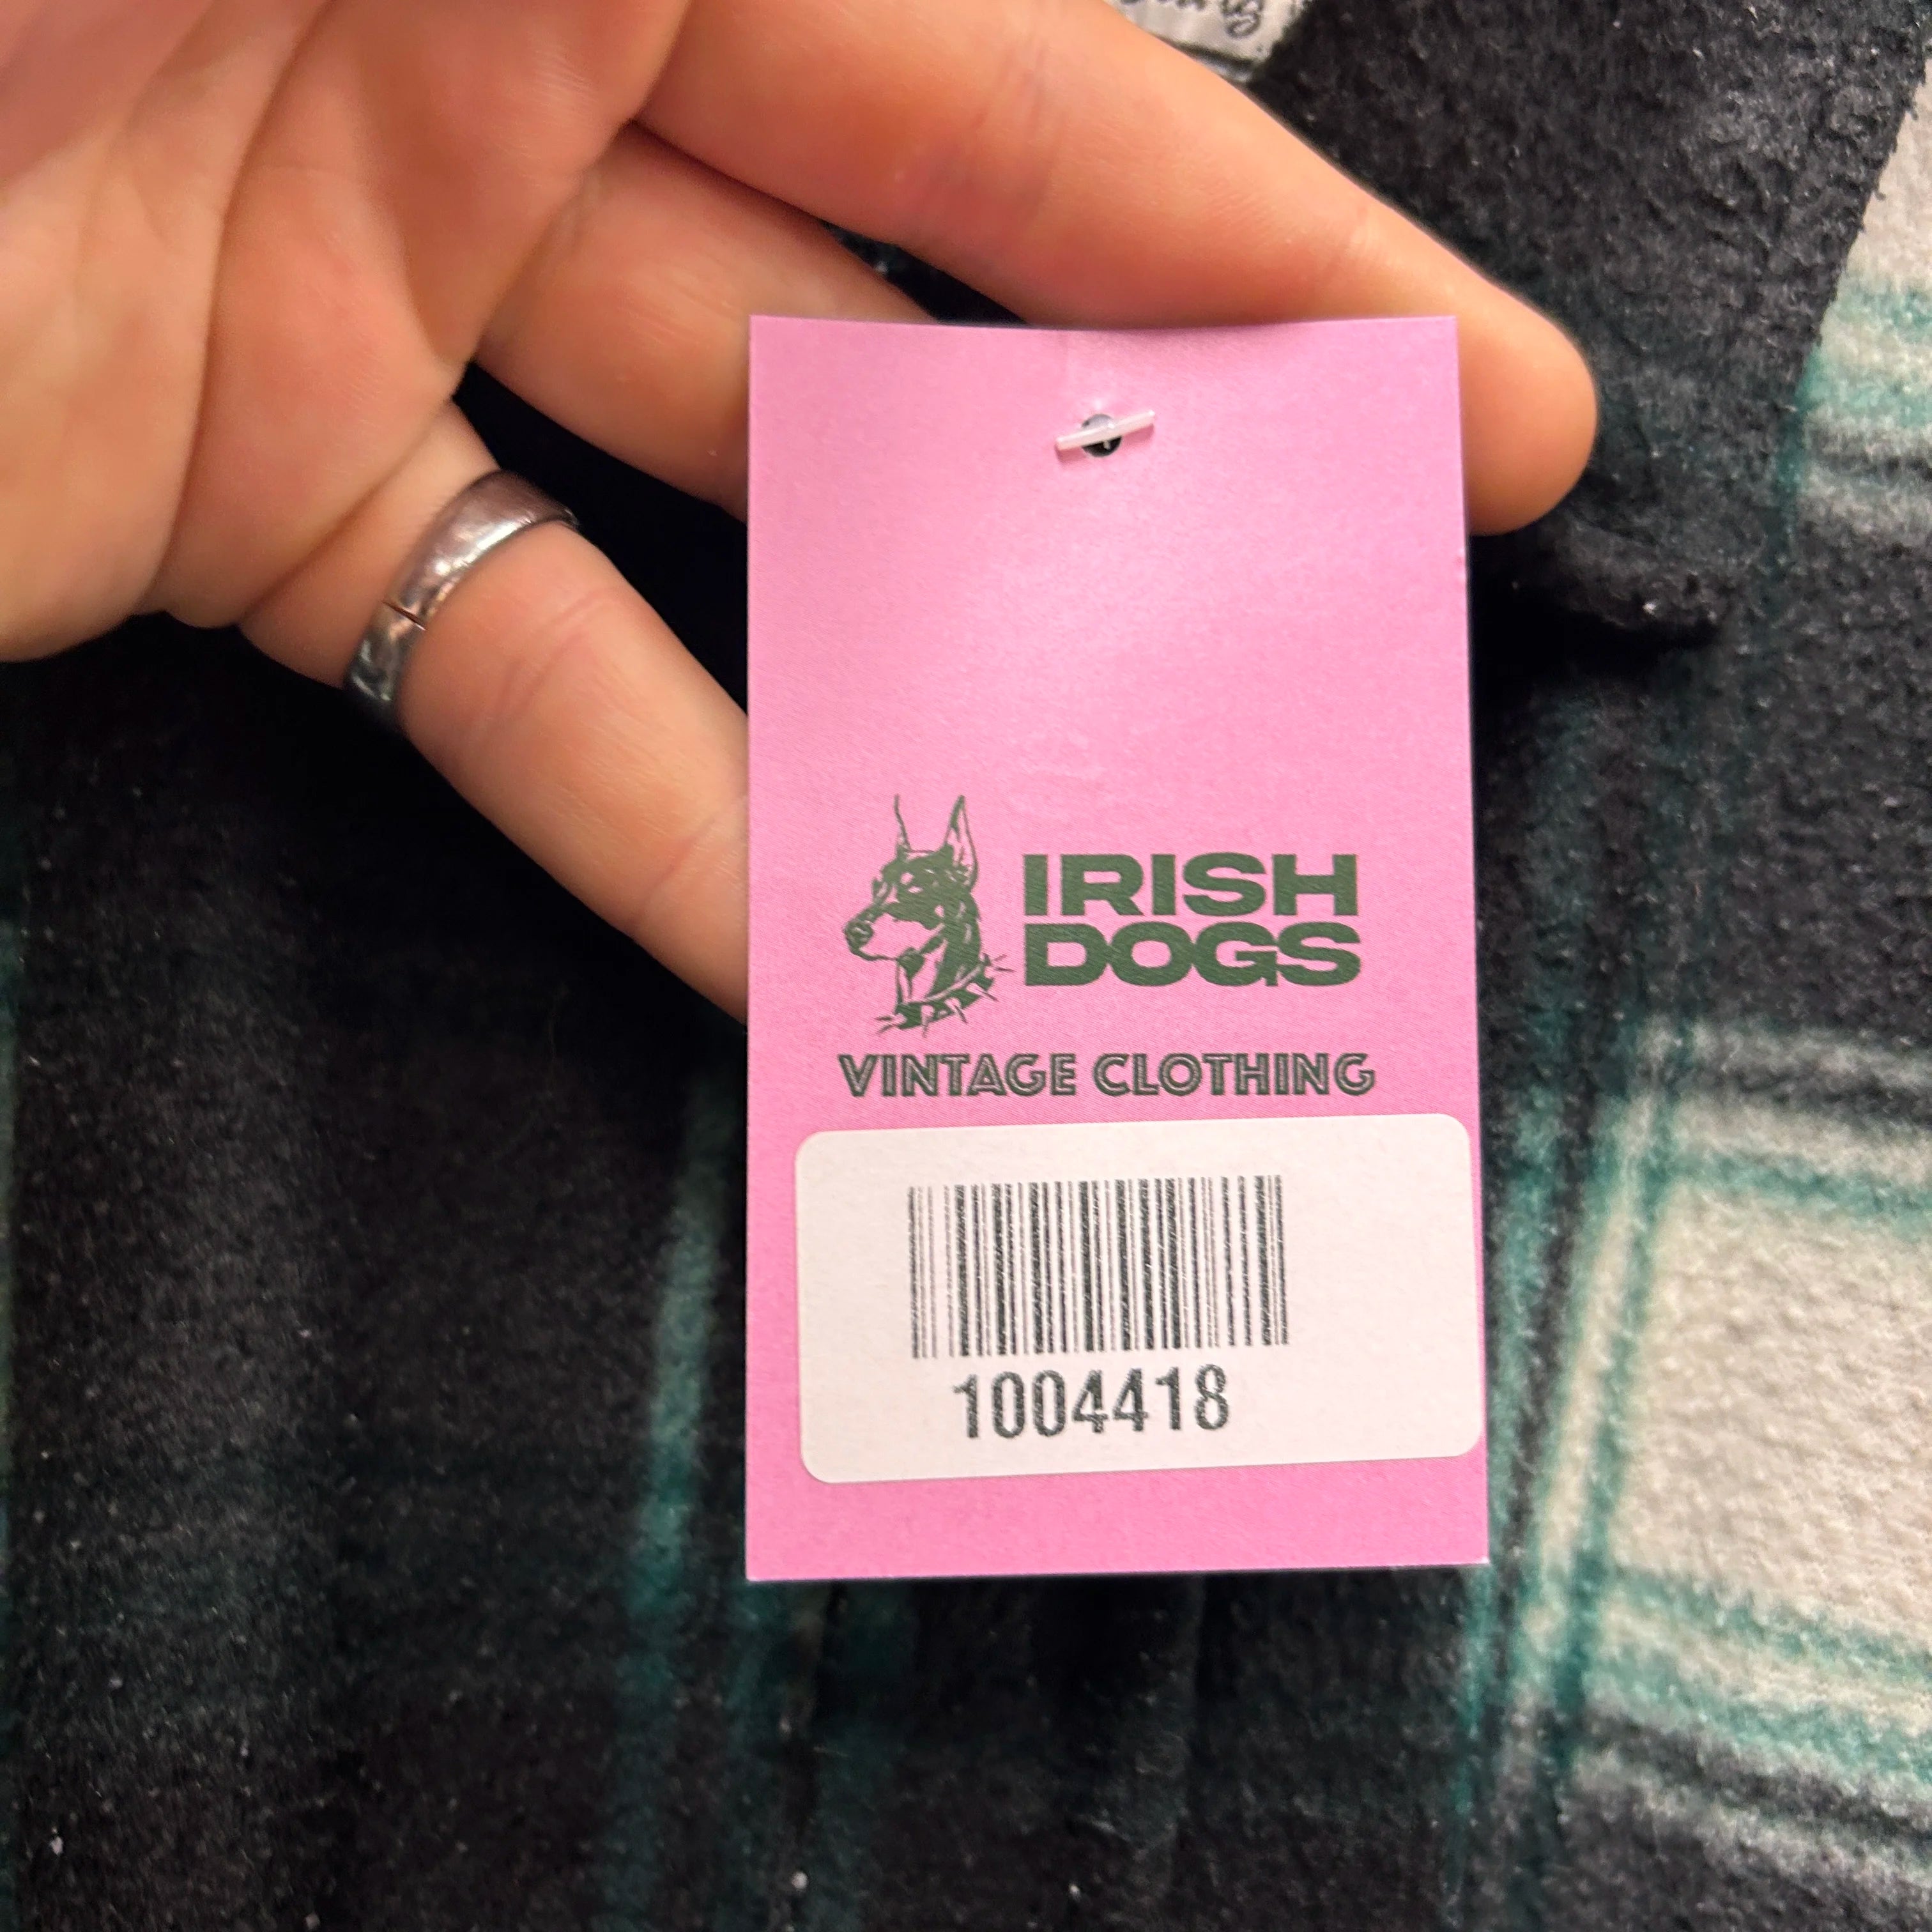 IRISH
DOGS
VINTAGE CLOTHING
1004418